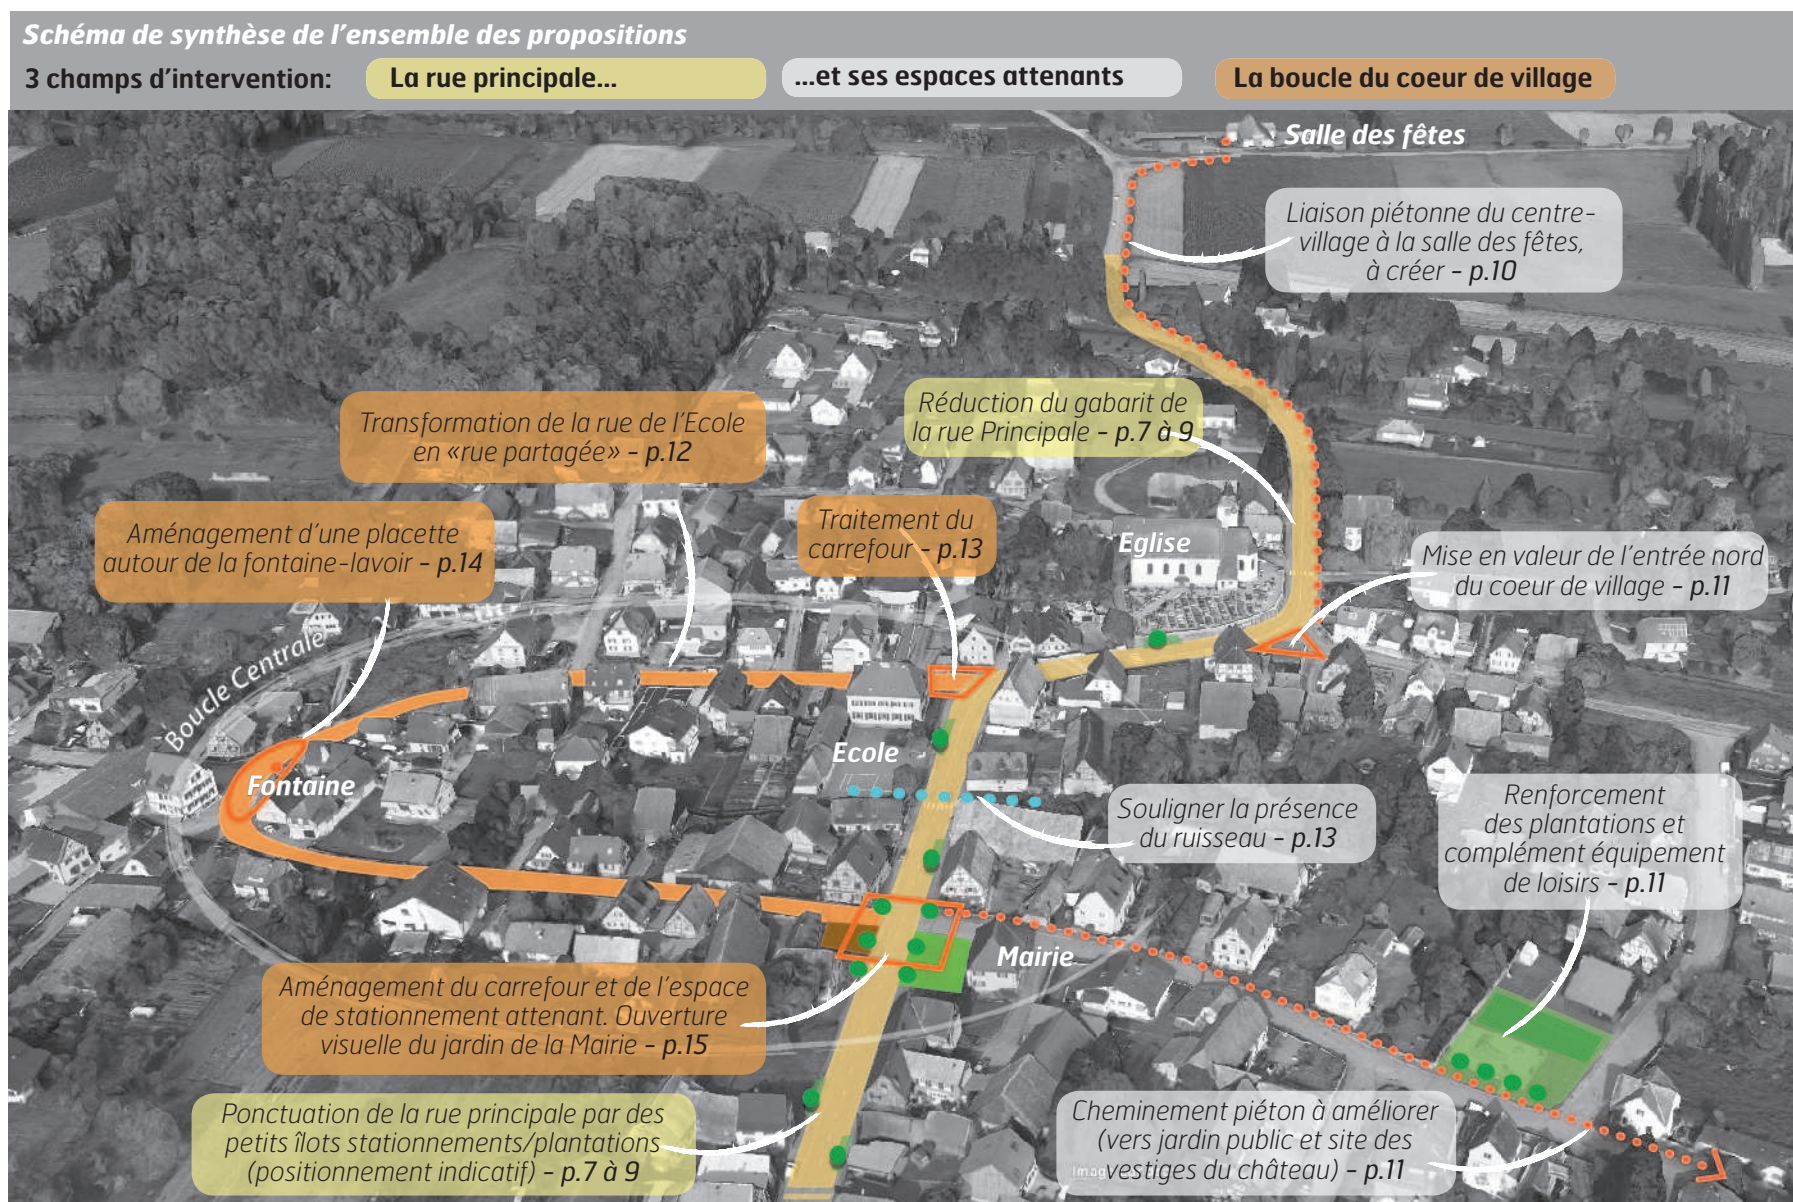 Schéma de synthèse de l'ensemble des propositions
3 champs d'intervention:
La rue principale...
...et ses espaces attenants
La boucle du coeur de village
Salle des fêtes
Liaison piétonne du centre-
village à la salle des fêtes,
à créer - p.10
Transformation de la rue de l'Ecole
en «rue partagée» - p.12
Réduction du gabarit de
la rue Principale - p.7 à 9
Aménagement d'une placette
autour de la fontaine-lavoir - p.14
Traitement du
carrefour - p.13
Eglise
Mise en valeur de l'entrée nord
du coeur de village - p.11
Boucle Centrale
Fontaine
Ecole
Souligner la présence
du ruisseau - p.13
Renforcement
des plantations et
complément équipement
de loisirs - p.11
Mairie
Aménagement du carrefour et de l'espace
de stationnement attenant. Ouverture
visuelle du jardin de la Mairie - p.15
Ponctuation de la rue principale par des
petits îlots stationnements/plantations
(positionnement indicatif) - p.7 à 9
Cheminement piéton à améliorer
(vers jardin public et site des
vestiges du château) - p.11